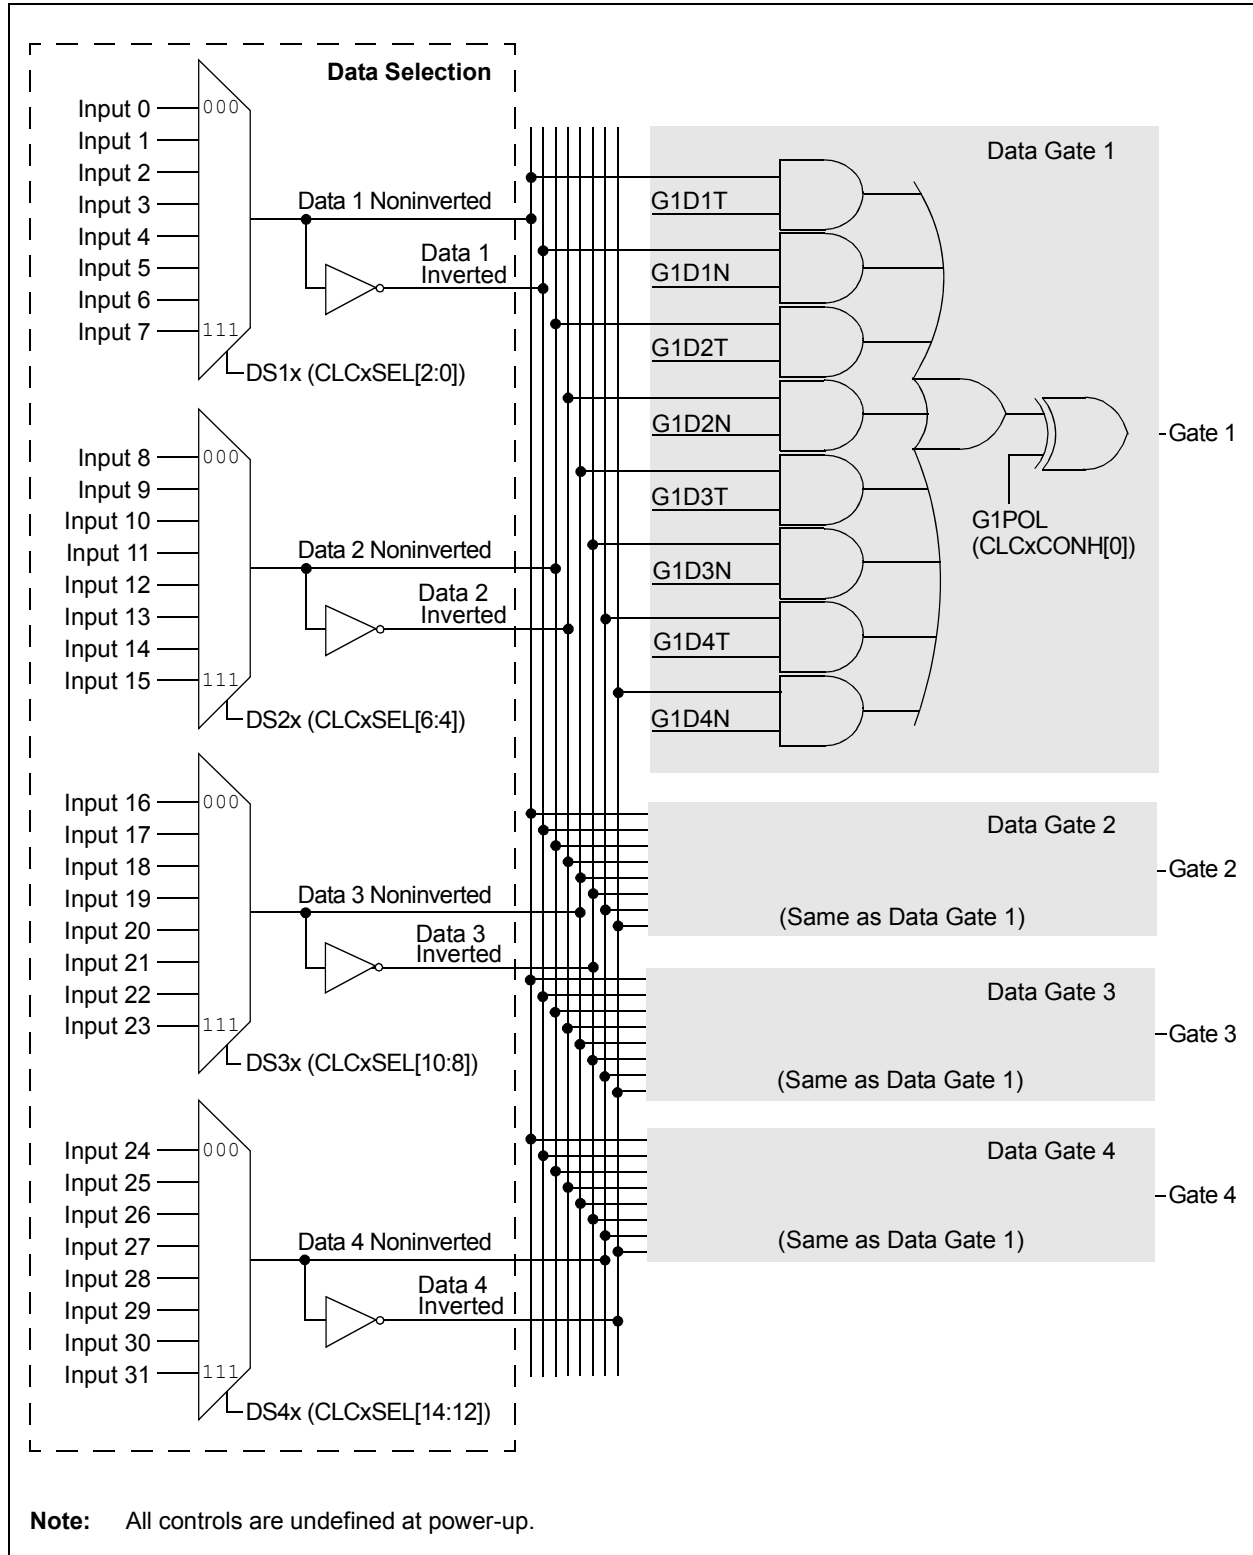 Data Selection
Input 0
000
Input 1
Input 2
Input 3
Input 4
Input 5
Input 6
Input 7
111
Data 1 Noninverted
Data 1
Inverted
DS1x (CLCxSEL[2:0])
Input 8
000
Input 9
Input 10
Input 11
Input 12
Input 13
Input 14
Input 15
111
Data 2 Noninverted
Data 2
Inverted
DS2x (CLCxSEL[6:4])
Input 16
000
Input 17
Input 18
Input 19
Input 20
Input 21
Input 22
Input 23
111
Data 3 Noninverted
Data 3
Inverted
DS3x (CLCxSEL[10:8])
Input 24
000
Input 25
Input 26
Input 27
Input 28
Input 29
Input 30
Input 31
111
Data 4 Noninverted
Data 4
Inverted
DS4x (CLCxSEL[14:12])
Data Gate 1
G1D1T
G1D1N
G1D2T
G1D2N
G1D3T
G1D3N
G1D4T
G1D4N
G1POL
(CLCxCONH[0])
Gate 1
Data Gate 2
(Same as Data Gate 1)
Gate 2
Data Gate 3
(Same as Data Gate 1)
Gate 3
Data Gate 4
(Same as Data Gate 1)
Gate 4
Note: All controls are undefined at power-up.